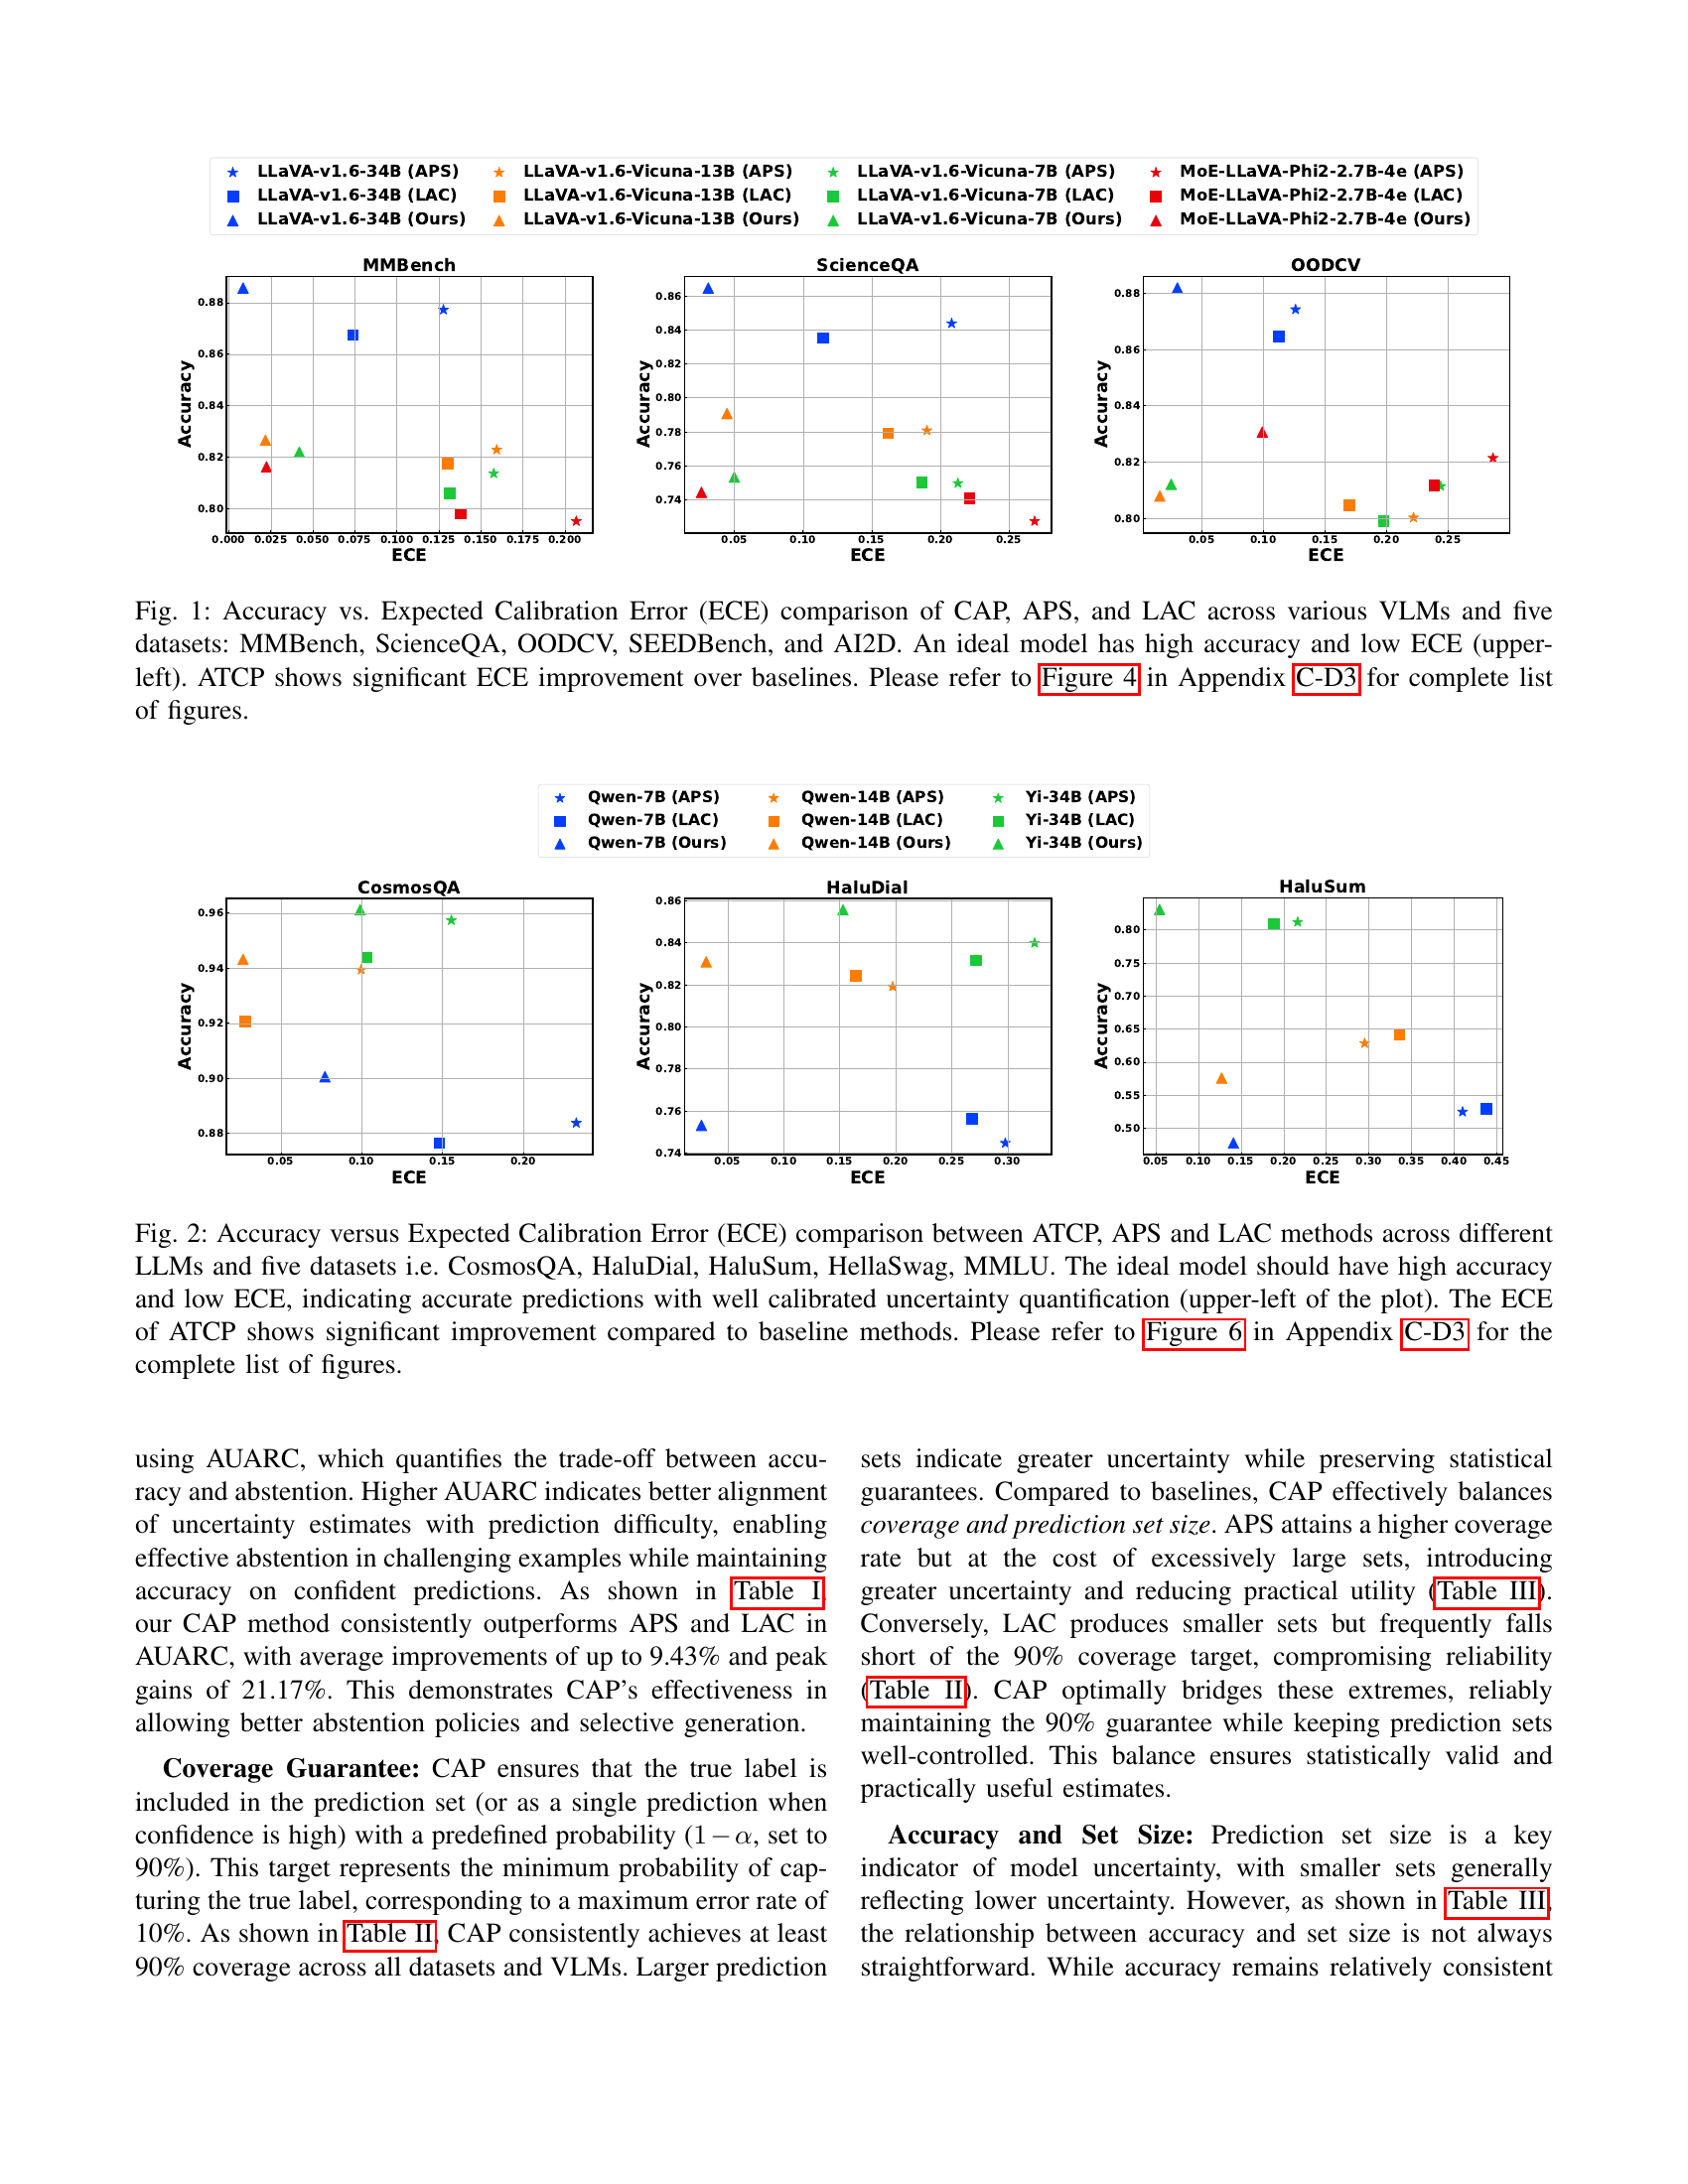 LLaVA-v1.6-34B (APS) LLaVA-v1.6-Vicuna-13B (APS) LLaVA-v1.6-Vicuna-7B (APS) MoE-LLaVA-Phi2-2.7B-4e (APS)
LLaVA-v1.6-34B (LAC) LLaVA-v1.6-Vicuna-13B (LAC) LLaVA-v1.6-Vicuna-7B (LAC) MoE-LLaVA-Phi2-2.7B-4e (LAC)
LLaVA-v1.6-34B (Ours) LLaVA-v1.6-Vicuna-13B (Ours) LLaVA-v1.6-Vicuna-7B (Ours) MoE-LLaVA-Phi2-2.7B-4e (Ours)
MMBench
Accuracy
0.88
0.86
0.84
0.82
0.80
0.000 0.025 0.050 0.075 0.100 0.125 0.150 0.175 0.200
ECE
ScienceQA
Accuracy
0.86
0.84
0.82
0.80
0.78
0.76
0.74
0.05 0.10 0.15 0.20 0.25
ECE
OODCV
Accuracy
0.88
0.86
0.84
0.82
0.80
0.05 0.10 0.15 0.20 0.25
ECE
Fig. 1: Accuracy vs. Expected Calibration Error (ECE) comparison of CAP, APS, and LAC across various VLMs and five
datasets: MMBench, ScienceQA, OODCV, SEEDBench, and AI2D. An ideal model has high accuracy and low ECE (upper-
left). ATCP shows significant ECE improvement over baselines. Please refer to Figure 4 in Appendix C-D3 for complete list
of figures.
Qwen-7B (APS) Qwen-14B (APS) Yi-34B (APS)
Qwen-7B (LAC) Qwen-14B (LAC) Yi-34B (LAC)
Qwen-7B (Ours) Qwen-14B (Ours) Yi-34B (Ours)
CosmosQA
Accuracy
0.96
0.94
0.92
0.90
0.88
0.05 0.10 0.15 0.20
ECE
HaluDial
Accuracy
0.86
0.84
0.82
0.80
0.78
0.76
0.74
0.05 0.10 0.15 0.20 0.25 0.30
ECE
HaluSum
Accuracy
0.80
0.75
0.70
0.65
0.60
0.55
0.50
0.05 0.10 0.15 0.20 0.25 0.30 0.35 0.40 0.45
ECE
Fig. 2: Accuracy versus Expected Calibration Error (ECE) comparison between ATCP, APS and LAC methods across different
LLMs and five datasets i.e. CosmosQA, HaluDial, HaluSum, HellaSwag, MMLU. The ideal model should have high accuracy
and low ECE, indicating accurate predictions with well calibrated uncertainty quantification (upper-left of the plot). The ECE
of ATCP shows significant improvement compared to baseline methods. Please refer to Figure 6 in Appendix C-D3 for the
complete list of figures.
using AUARC, which quantifies the trade-off between accu-
racy and abstention. Higher AUARC indicates better alignment
of uncertainty estimates with prediction difficulty, enabling
effective abstention in challenging examples while maintaining
accuracy on confident predictions. As shown in Table I,
our CAP method consistently outperforms APS and LAC in
AUARC, with average improvements of up to 9.43% and peak
gains of 21.17%. This demonstrates CAP's effectiveness in
allowing better abstention policies and selective generation.
Coverage Guarantee: CAP ensures that the true label is
included in the prediction set (or as a single prediction when
confidence is high) with a predefined probability (1 − α, set to
90%). This target represents the minimum probability of cap-
turing the true label, corresponding to a maximum error rate of
10%. As shown in Table II, CAP consistently achieves at least
90% coverage across all datasets and VLMs. Larger prediction
sets indicate greater uncertainty while preserving statistical
guarantees. Compared to baselines, CAP effectively balances
coverage and prediction set size. APS attains a higher coverage
rate but at the cost of excessively large sets, introducing
greater uncertainty and reducing practical utility (Table III).
Conversely, LAC produces smaller sets but frequently falls
short of the 90% coverage target, compromising reliability
(Table II). CAP optimally bridges these extremes, reliably
maintaining the 90% guarantee while keeping prediction sets
well-controlled. This balance ensures statistically valid and
practically useful estimates.
Accuracy and Set Size: Prediction set size is a key
indicator of model uncertainty, with smaller sets generally
reflecting lower uncertainty. However, as shown in Table III,
the relationship between accuracy and set size is not always
straightforward. While accuracy remains relatively consistent